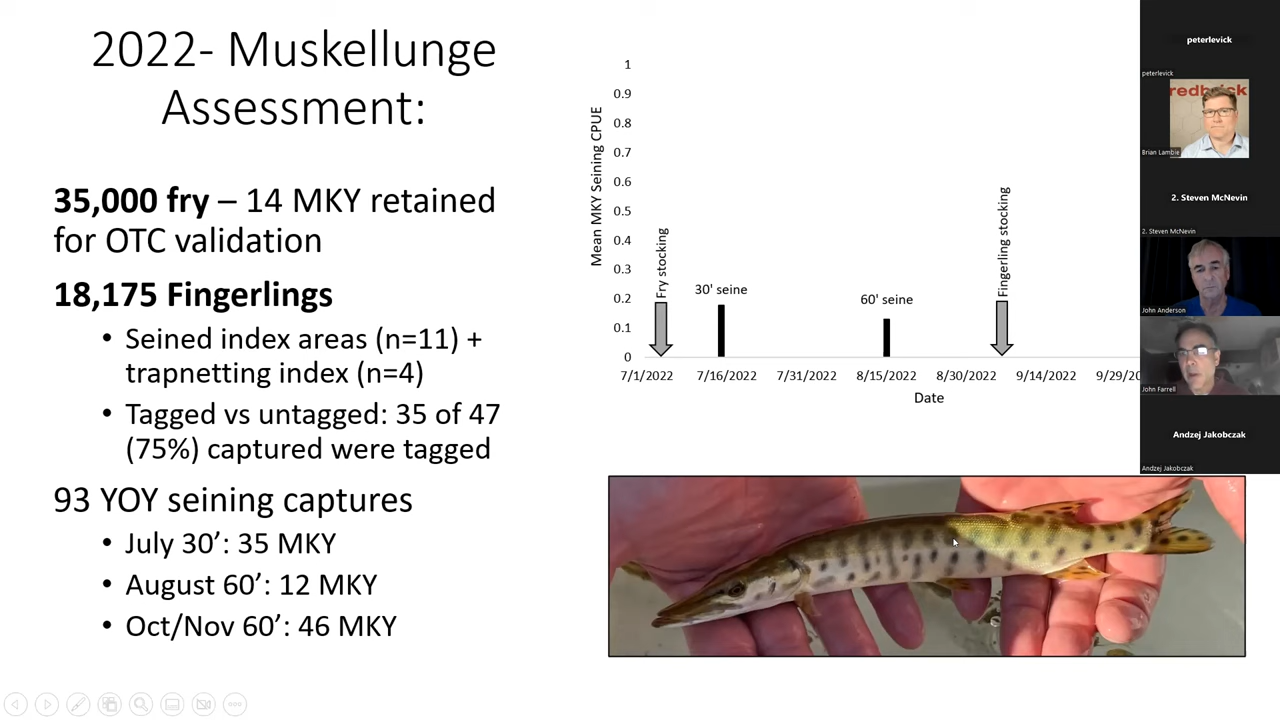 2022- Muskellunge
Assessment:
35,000 fry – 14 MKY retained
for OTC validation
18,175 Fingerlings
• Seined index areas (n=11) +
trapnetting index (n=4)
• Tagged vs untagged: 35 of 47
(75%) captured were tagged
93 YOY seining captures
• July 30’: 35 MKY
• August 60’: 12 MKY
• Oct/Nov 60’: 46 MKY
Mean MKY Seining CPUE
1
0.9
0.8
0.7
0.6
0.5
0.4
0.3
0.2
0.1
0
Fry stocking
30' seine
60' seine
Fingerling stocking
7/1/2022 7/16/2022 7/31/2022 8/15/2022 8/30/2022 9/14/2022 9/29/20
Date
peterlevick
peterlevick
redbrick
Brian Lambie
2. Steven McNevin
2. Steven McNevin
John Anderson
John Farrell
Andzej Jakobczak
Andzej Jakobczak